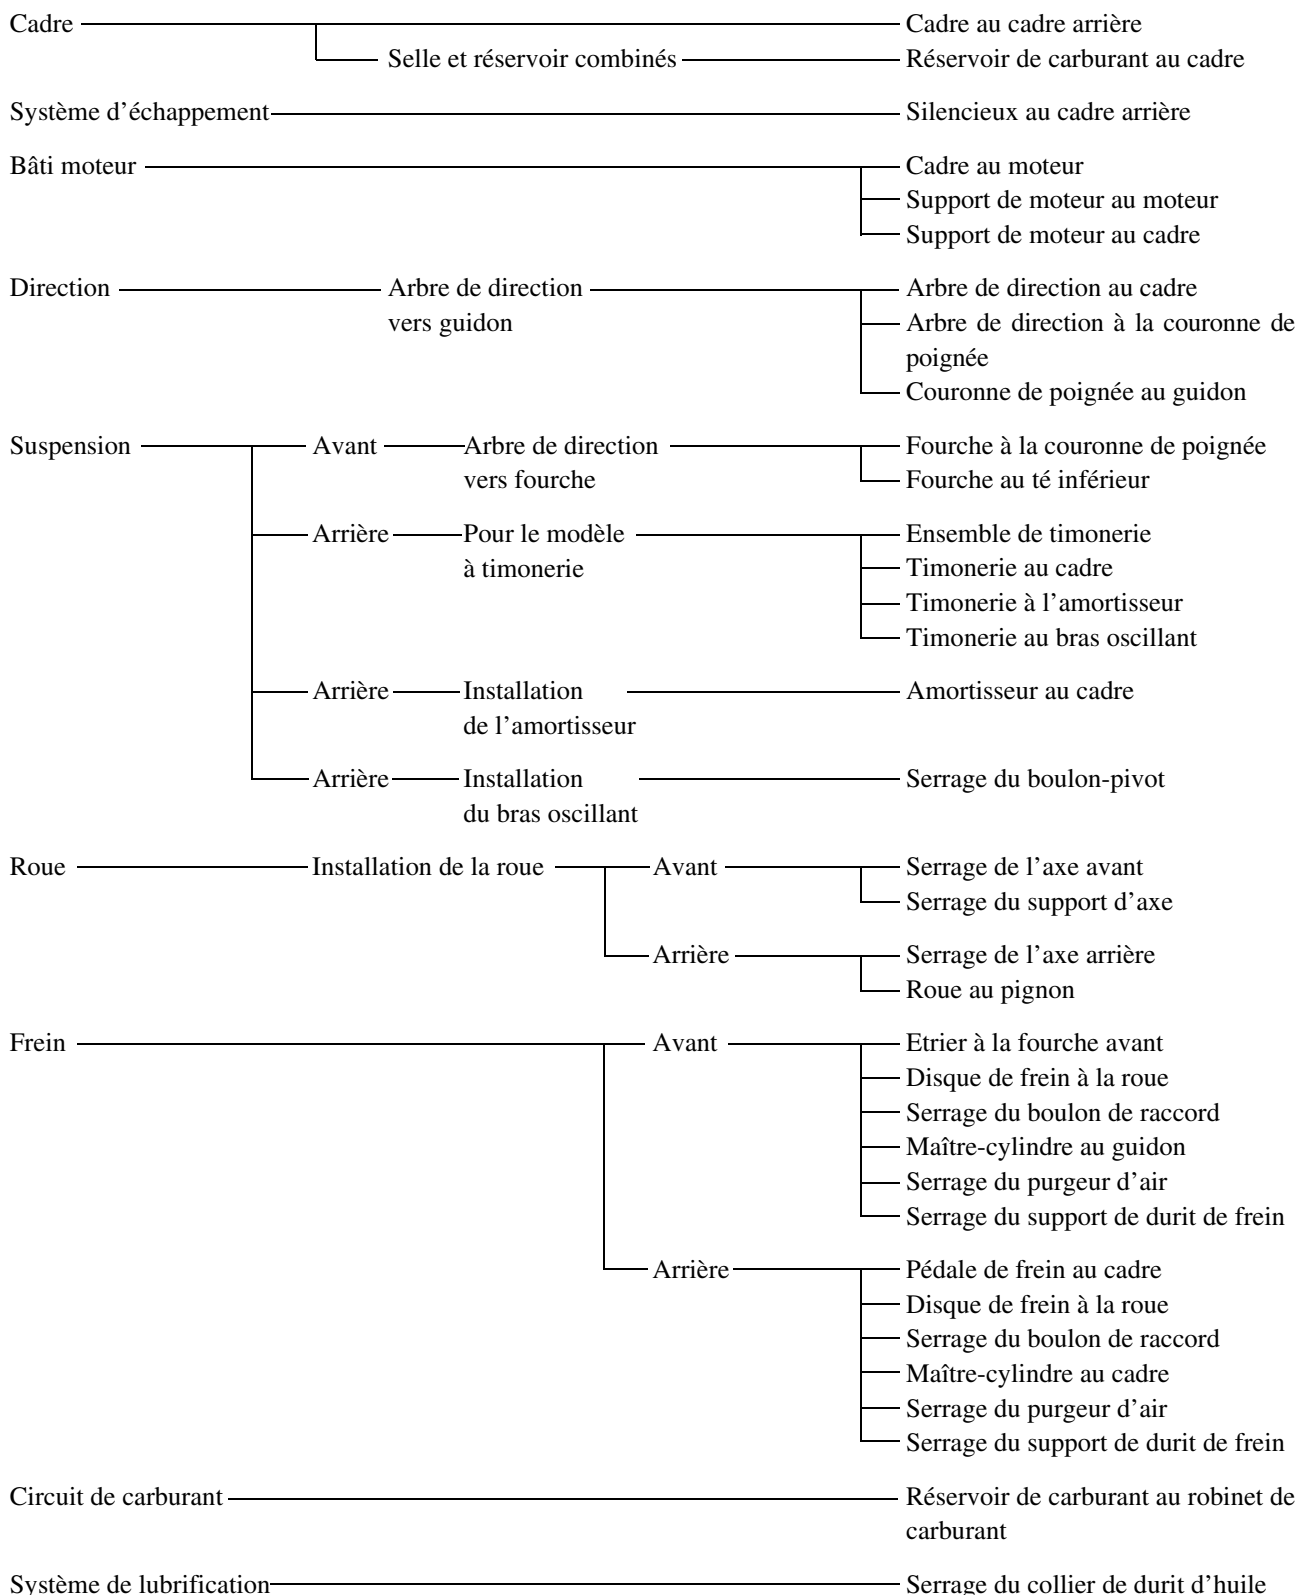 Cadre Cadre au cadre arrière
Selle et réservoir combinés Réservoir de carburant au cadre
Système d’échappement Silencieux au cadre arrière
Bâti moteur Cadre au moteur
Support de moteur au moteur
Support de moteur au cadre
Direction Arbre de direction Arbre de direction au cadre
vers guidon Arbre de direction à la couronne de
poignée
Couronne de poignée au guidon
Suspension Avant Arbre de direction Fourche à la couronne de poignée
vers fourche Fourche au té inférieur
Arrière Pour le modèle Ensemble de timonerie
à timonerie Timonerie au cadre
Timonerie à l’amortisseur
Timonerie au bras oscillant
Arrière Installation Amortisseur au cadre
de l’amortisseur
Arrière Installation Serrage du boulon-pivot
du bras oscillant
Roue Installation de la roue Avant Serrage de l’axe avant
Serrage du support d’axe
Arrière Serrage de l’axe arrière
Roue au pignon
Frein Avant Etrier à la fourche avant
Disque de frein à la roue
Serrage du boulon de raccord
Maître-cylindre au guidon
Serrage du purgeur d’air
Serrage du support de durit de frein
Arrière Pédale de frein au cadre
Disque de frein à la roue
Serrage du boulon de raccord
Maître-cylindre au cadre
Serrage du purgeur d’air
Serrage du support de durit de frein
Circuit de carburant Réservoir de carburant au robinet de
carburant
Système de lubrification Serrage du collier de durit d’huile